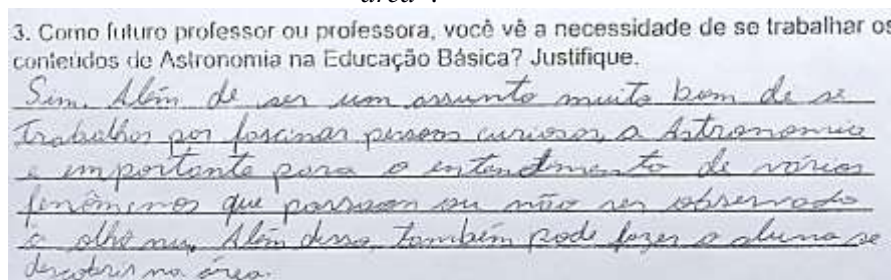 área".
3. Como futuro professor ou professora, você vê a necessidade de se trabalhar os
conteúdos de Astronomia na Educação Básica? Justifique.
Sim. Além de ser um assunto muito bom de se
trabalhar por fascinar pessoas curiosas, a Astronomia
é importante para o entendimento de vários
fenômenos que possam ou não ser observado
à olho nu. Além disso, também pode fazer o aluno se
descobrir na área.